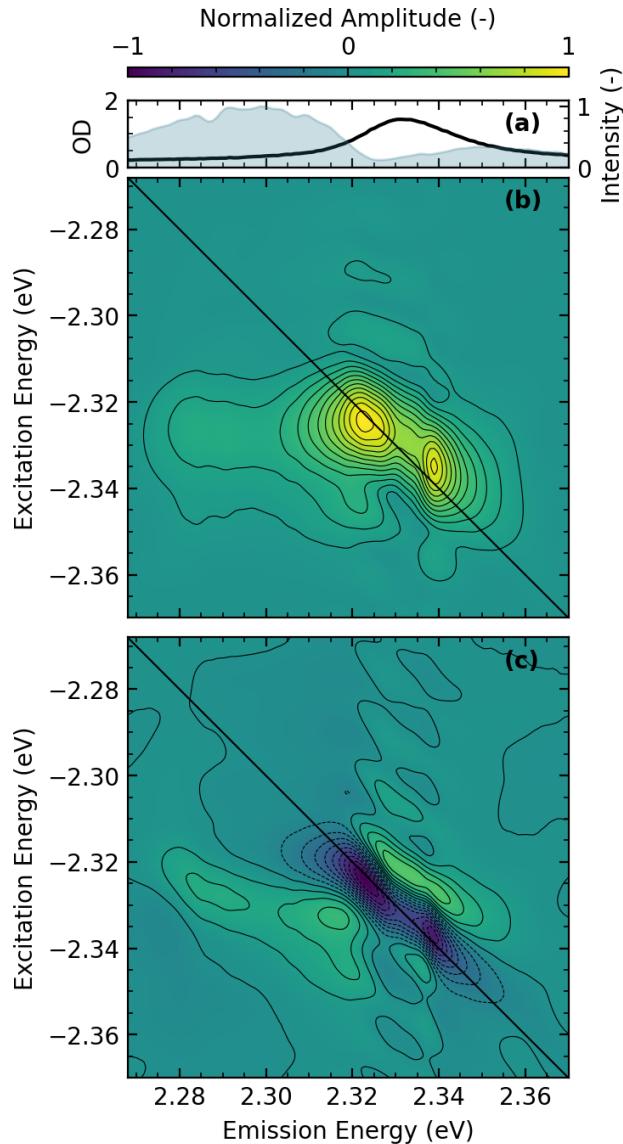 Normalized Amplitude (-)
−1 0 1
2 (a) 1
OD
0 0
Intensity (-)
(b)
−2.28
−2.30
−2.32
−2.34
−2.36
Excitation Energy (eV)
(c)
−2.28
−2.30
−2.32
−2.34
−2.36
Excitation Energy (eV)
2.28 2.30 2.32 2.34 2.36
Emission Energy (eV)